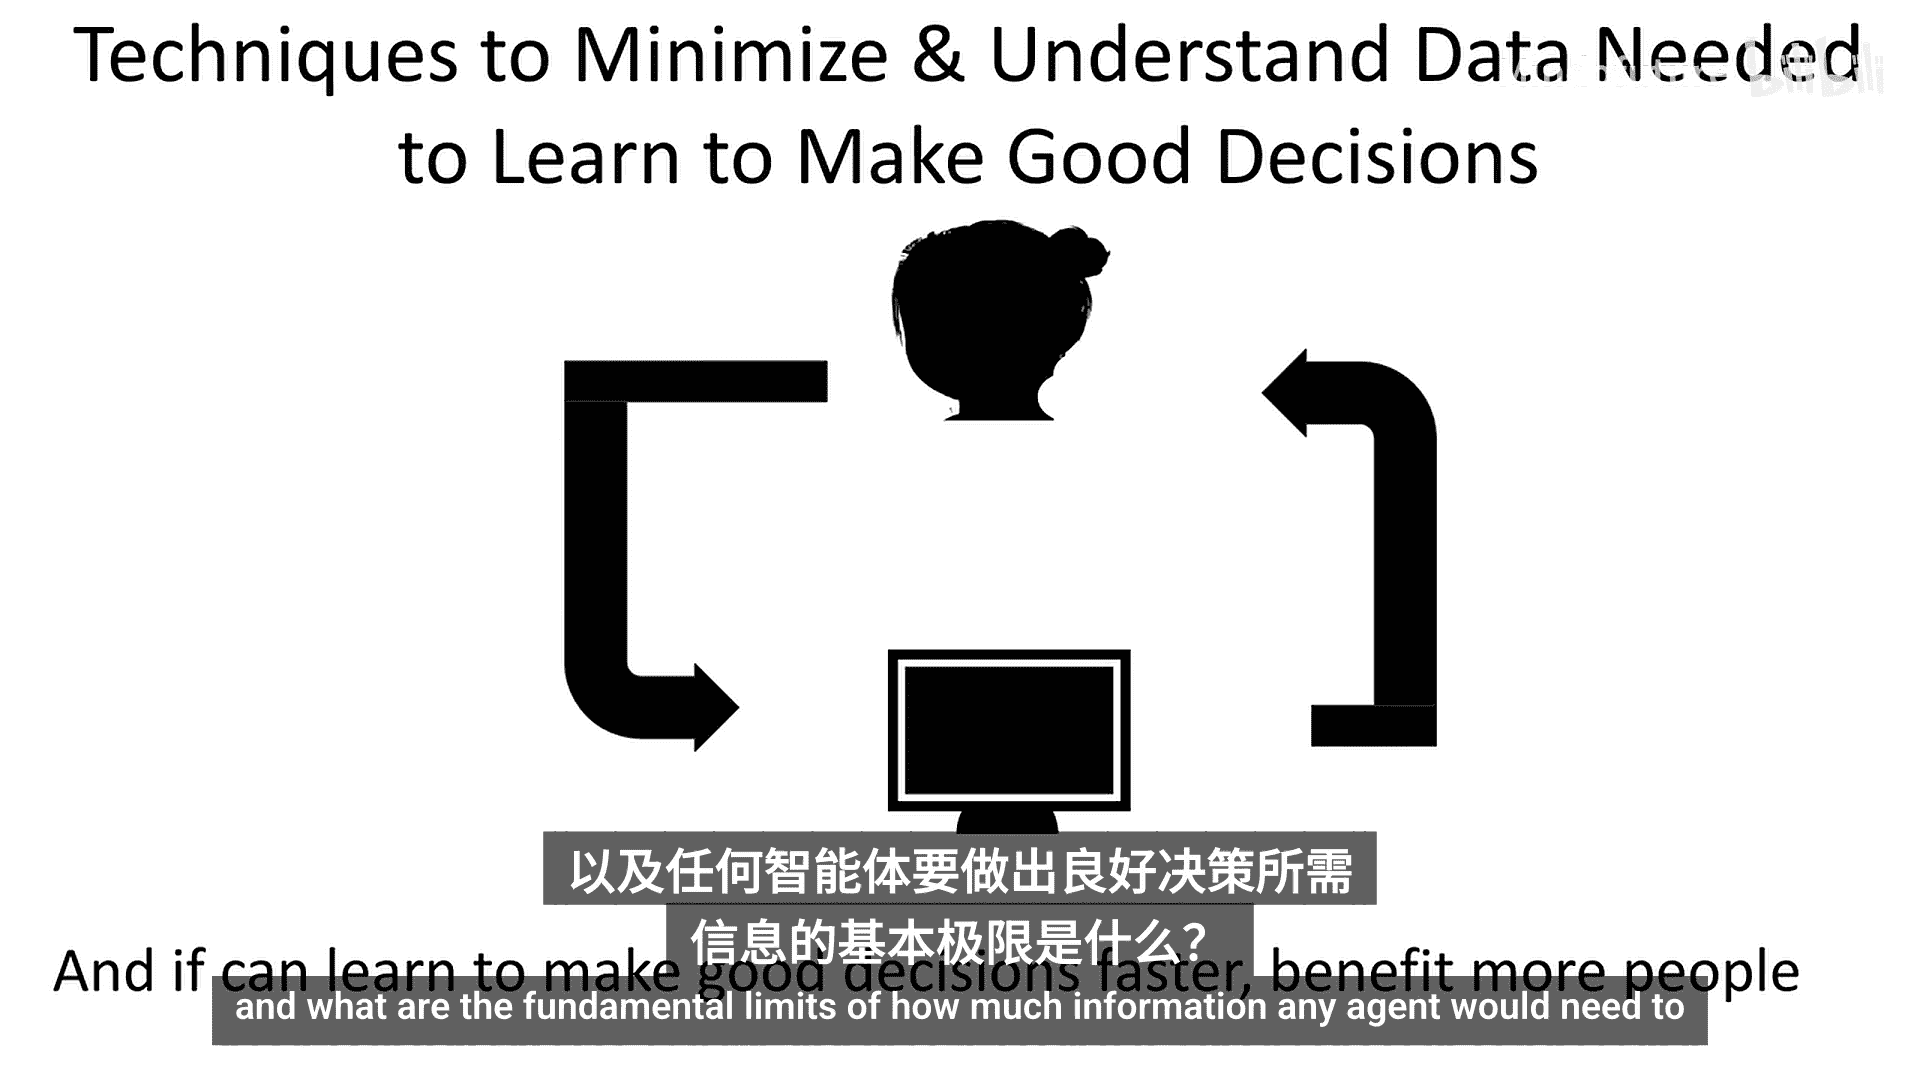 Techniques to Minimize & Understand Data Needed
to Learn to Make Good Decisions
以及任何智能体要做出良好决策所需
信息的基本极限是什么？
And if can learn to make good decisions faster, benefit more people
and what are the fundamental limits of how much information any agent would need to